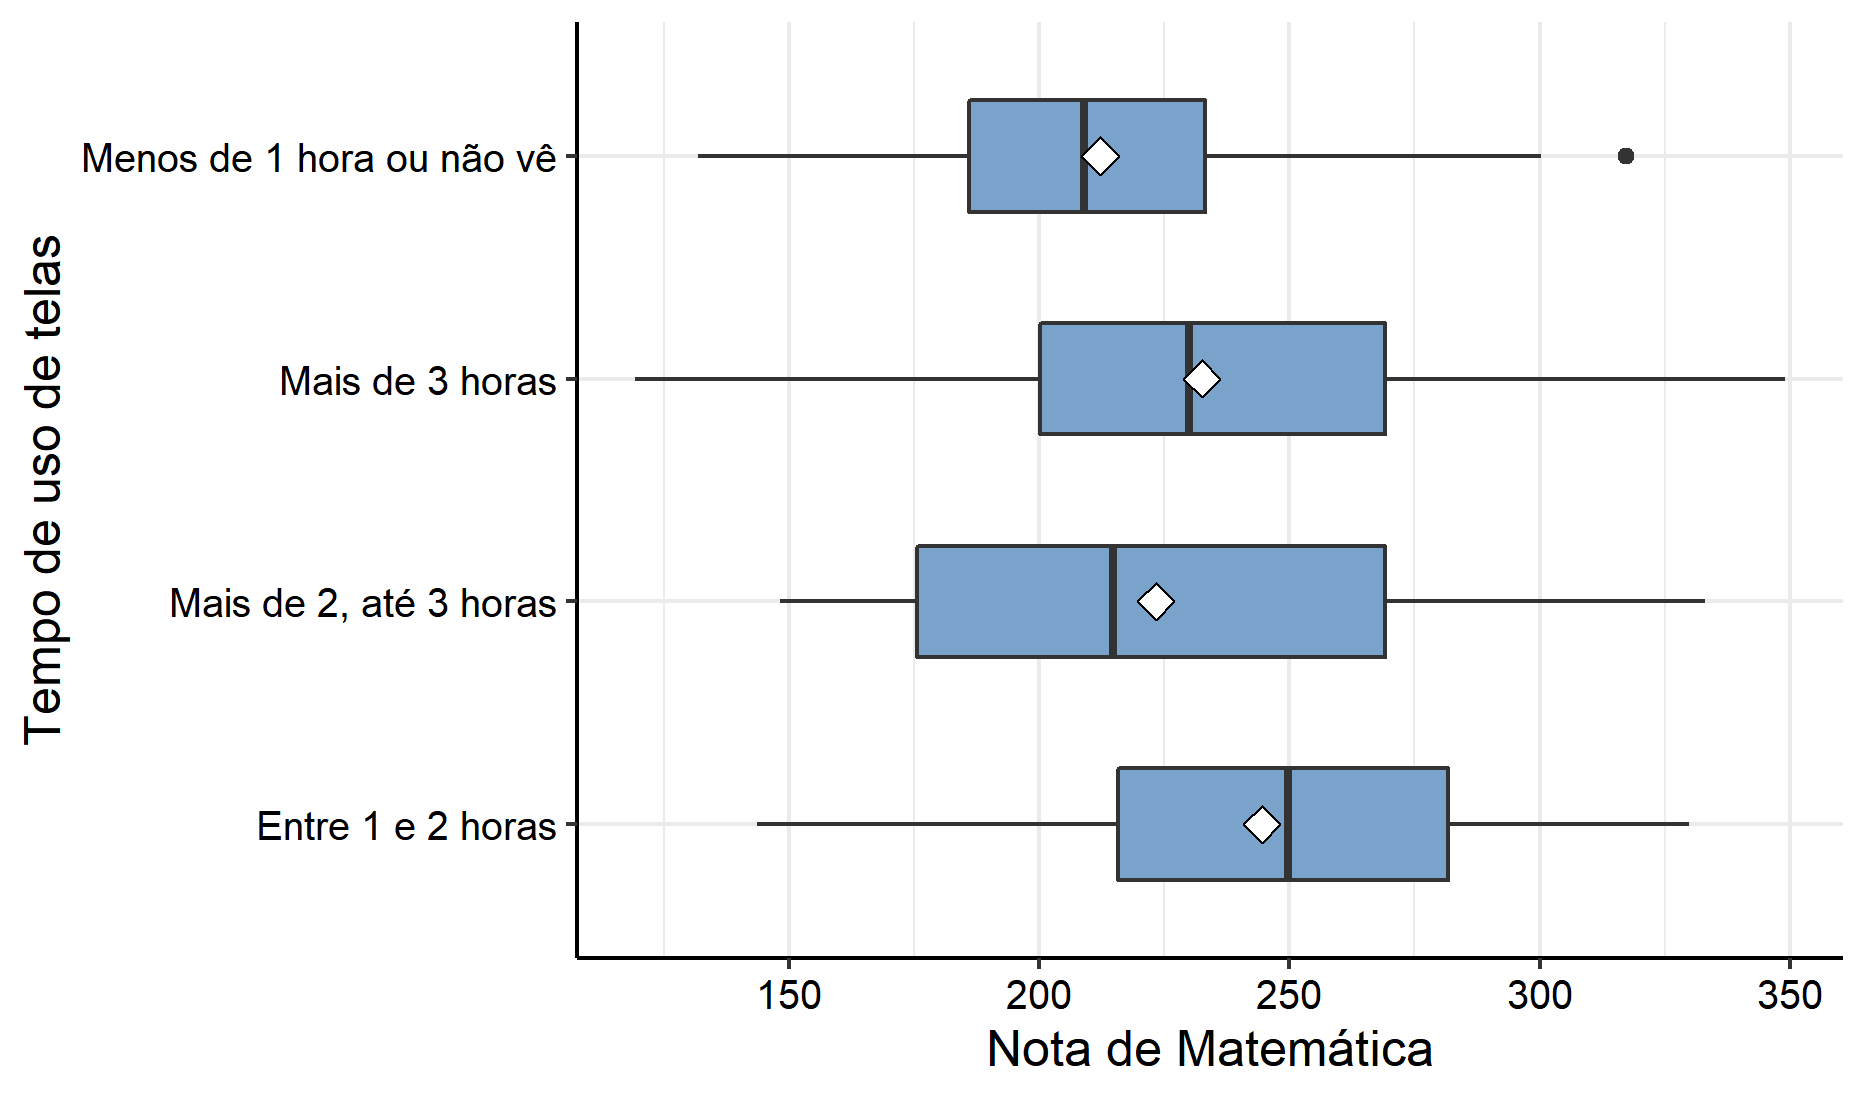 Tempo de uso de telas
Menos de 1 hora ou não vê
Mais de 3 horas
Mais de 2, até 3 horas
Entre 1 e 2 horas
150 200 250 300 350
Nota de Matemática